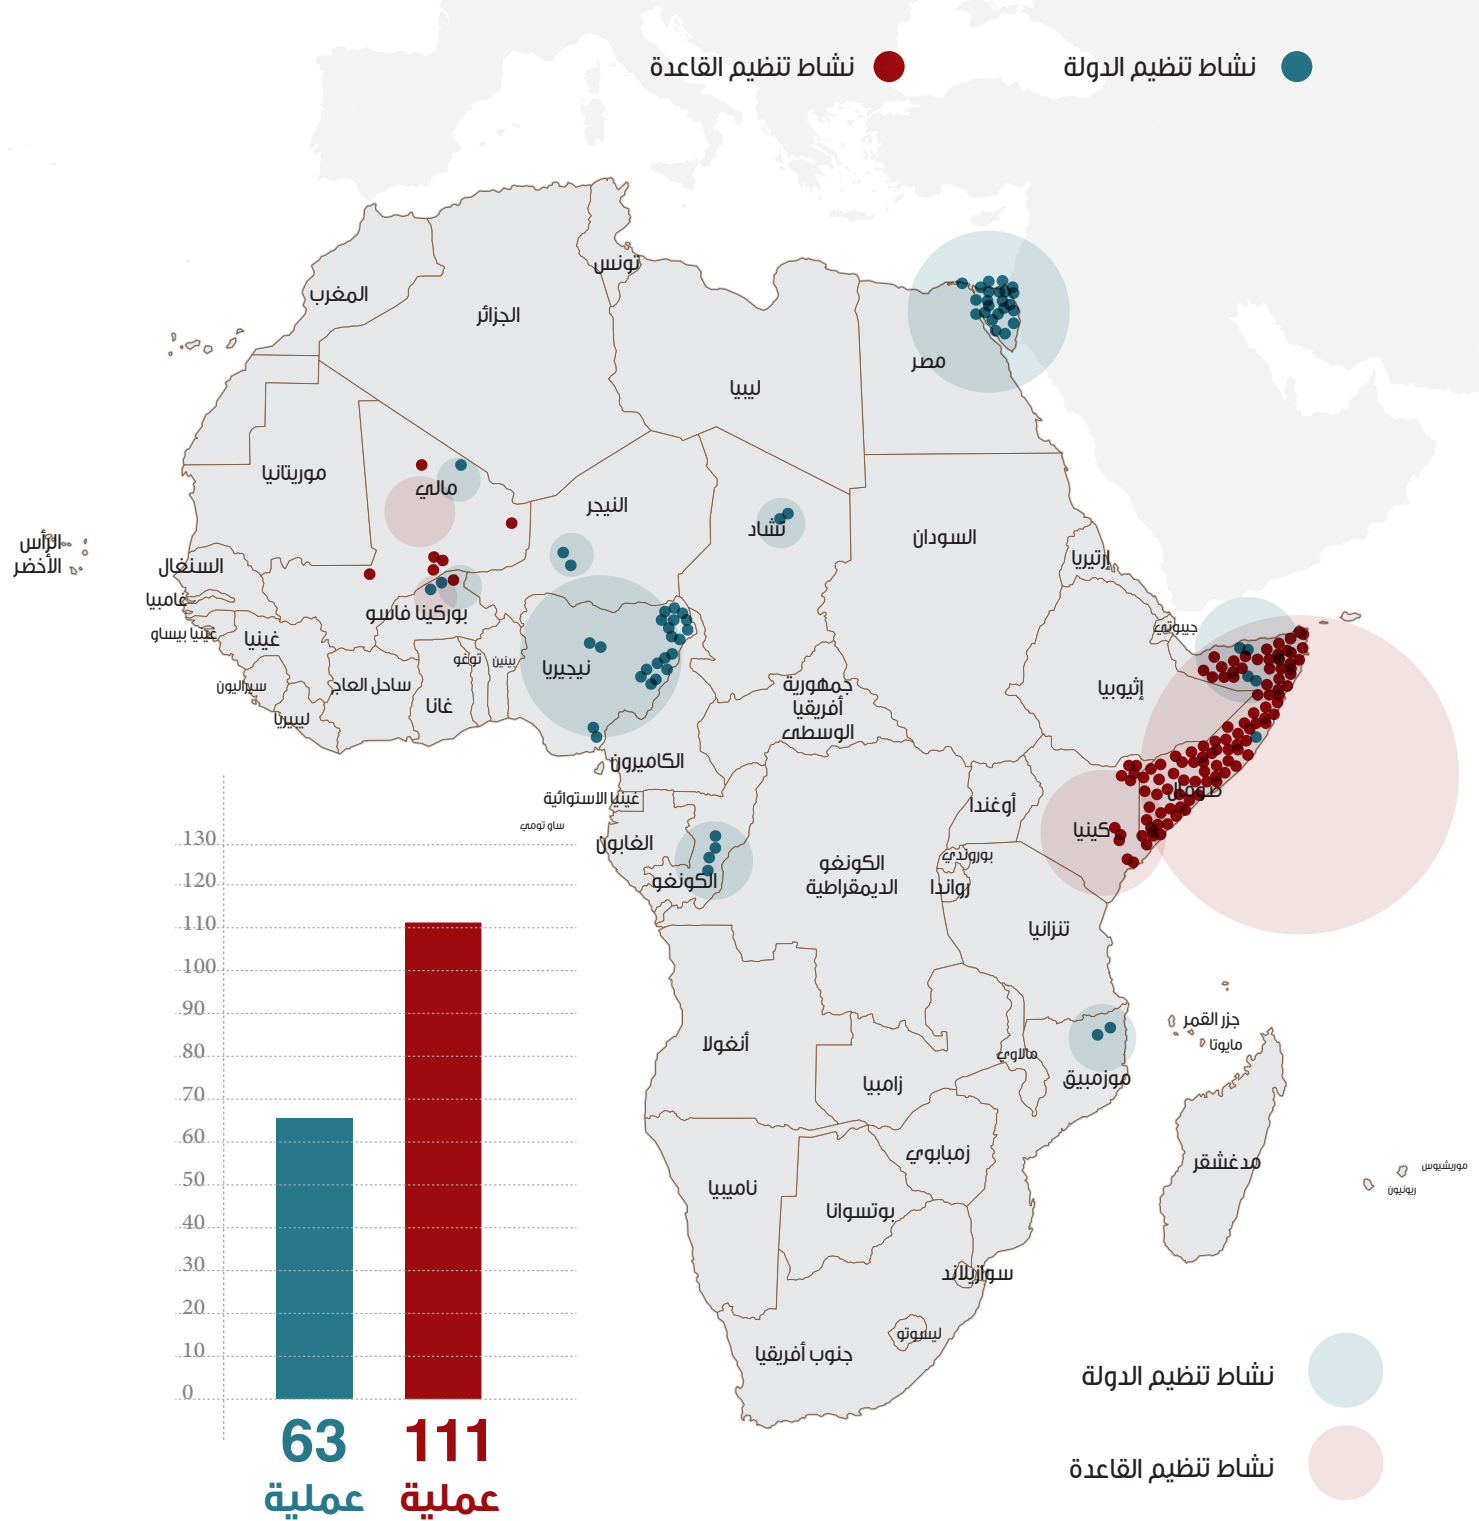 نشاط تنظيم الدولة
نشاط تنظيم القاعدة
تونس
المغرب
الجزائر
ليبيا
مصر
موريتانيا
مالي
النيجر
تشاد
السودان
إرتيريا
الرأس
الأخضر
السنغال
غامبيا
غينيا بيساو
غينيا
سيراليون
ليبيريا
ساحل العاج
بوركينا فاسو
غانا
توغو
بينين
نيجيريا
جيبوتي
إثيوبيا
صومال
جمهورية
أفريقيا
الوسطى
الكاميرون
غينيا الاستوائية
ساو تومي
الغابون
الكونغو
الكونغو
الديمقراطية
أوغندا
كينيا
بوروندي
رواندا
تنزانيا
جزر القمر
مايوتا
أنغولا
زامبيا
مالاوي
موزمبيق
زمبابوي
مدغشقر
موريشيوس
ريونيون
ناميبيا
بوتسوانا
سوازيلاند
ليسوتو
جنوب أفريقيا
130
120
110
100
90
80
70
60
50
40
30
20
10
0
63
عملية
111
عملية
نشاط تنظيم الدولة
نشاط تنظيم القاعدة